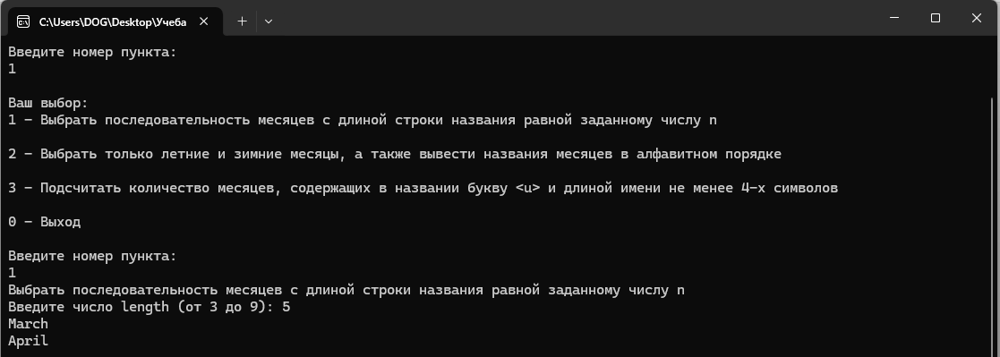 C:\Users\DOG\Desktop\Учеба
Введите номер пункта:
1
Ваш выбор:
1 - Выбрать последовательность месяцев с длиной строки названия равной заданному числу n
2 - Выбрать только летние и зимние месяцы, а также вывести названия месяцев в алфавитном порядке
3 - Подсчитать количество месяцев, содержащих в названии букву <u> и длиной имени не менее 4-х символов
0 - Выход
Введите номер пункта:
1
Выбрать последовательность месяцев с длиной строки названия равной заданному числу n
Введите число length (от 3 до 9): 5
March
April